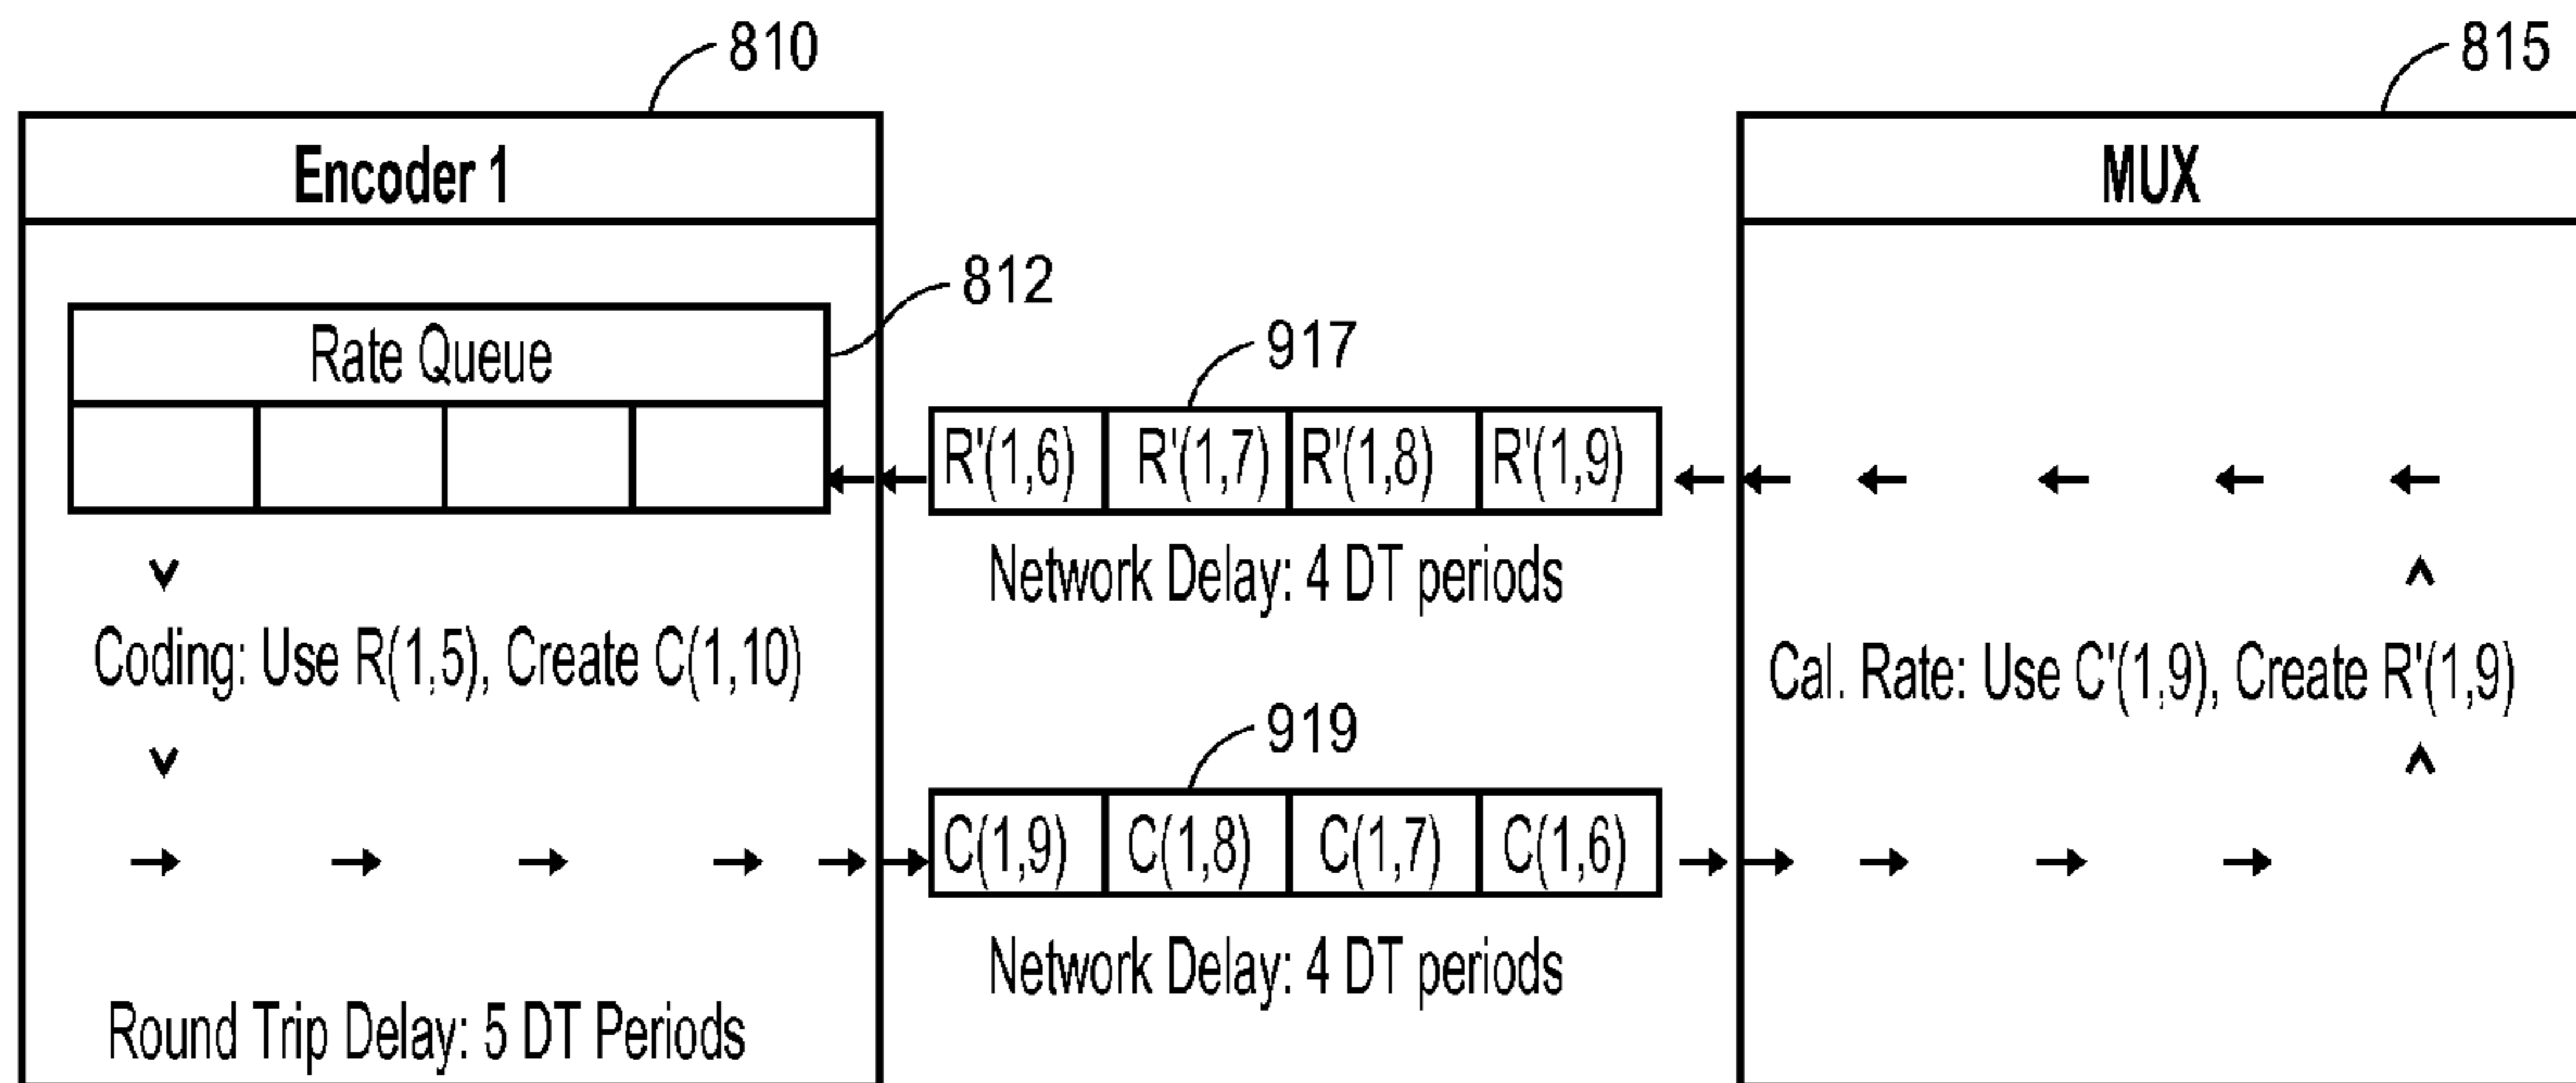 810
815
Encoder 1
MUX
812
Rate Queue
917
R'(1,6) R'(1,7) R'(1,8) R'(1,9)
Network Delay: 4 DT periods
Coding: Use R(1,5), Create C(1,10)
Cal. Rate: Use C'(1,9), Create R'(1,9)
919
C(1,9) C(1,8) C(1,7) C(1,6)
Network Delay: 4 DT periods
Round Trip Delay: 5 DT Periods